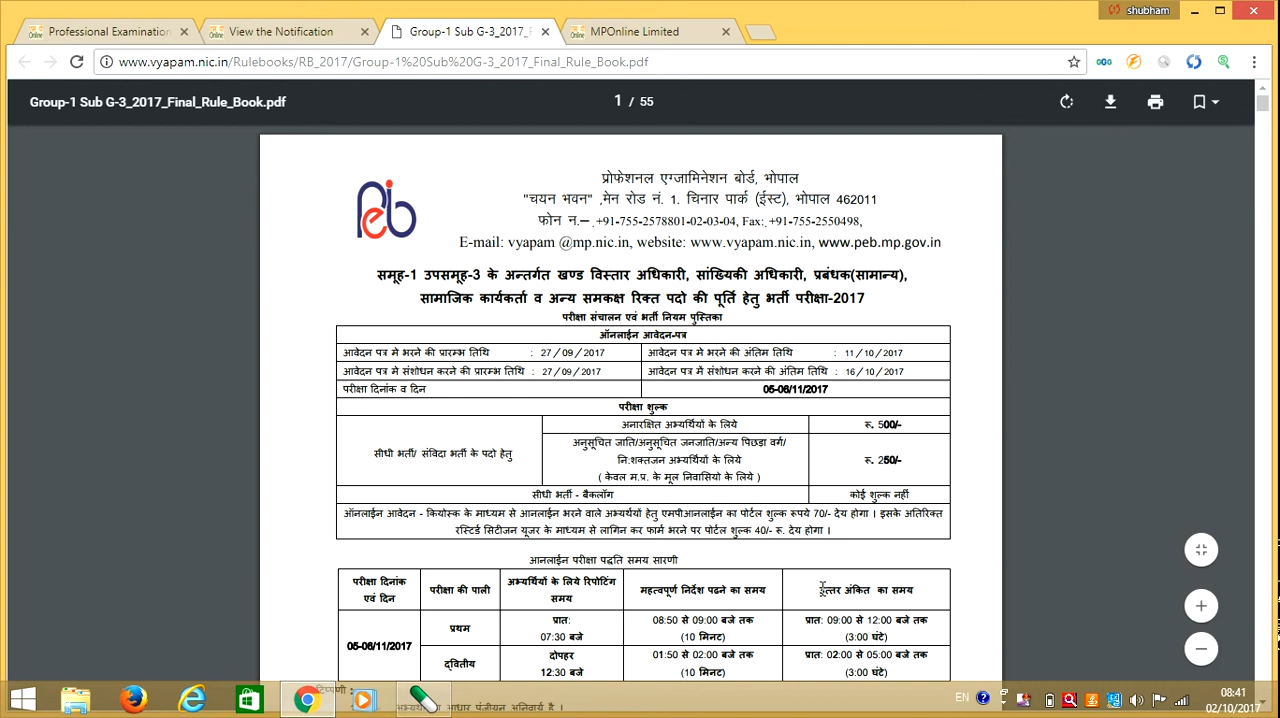 shubham
Professional Examination
View the Notification
Group-1 Sub G-3_2017_F
MPOnline Limited
www.vyapam.nic.in/Rulebooks/RB_2017/Group-1%20Sub%20G-3_2017_Final_Rule_Book.pdf
Group-1 Sub G-3_2017_Final_Rule_Book.pdf
1 / 55
peb
प्रोफेशनल एग्जामिनेशन बोर्ड, भोपाल
"चयन भवन" ,मेन रोड नं. 1. चिनार पार्क (ईस्ट), भोपाल 462011
फोन न.– .+91-755-2578801-02-03-04, Fax:.+91-755-2550498,
E-mail: vyapam @mp.nic.in, website: www.vyapam.nic.in, www.peb.mp.gov.in
समूह-1 उपसमूह-3 के अन्तर्गत खण्ड विस्तार अधिकारी, सांख्यिकी अधिकारी, प्रबंधक(सामान्य),
सामाजिक कार्यकर्ता व अन्य समकक्ष रिक्त पदो की पूर्ति हेतु भर्ती परीक्षा-2017
परीक्षा संचालन एवं भर्ती नियम पुस्तिका
ऑनलाईन आवेदन-पत्र
आवेदन पत्र मे भरने की प्रारम्भ तिथि : 27/09/2017 आवेदन पत्र मे भरने की अंतिम तिथि : 11/10/2017
आवेदन पत्र में संशोधन करने की प्रारम्भ तिथि : 27/09/2017 आवेदन पत्र में संशोधन करने की अंतिम तिथि : 16/10/2017
परीक्षा दिनांक व दिन 05-06/11/2017
परीक्षा शुल्क
सीधी भर्ती/ संविदा भर्ती के पदो हेतु
अनारक्षित अभ्यर्थियों के लिये रू. 500/-
अनुसूचित जाति/अनुसूचित जनजाति/अन्य पिछड़ा वर्ग/
नि:शक्तजन अभ्यर्थियों के लिये रू. 250/-
( केवल म.प्र. के मूल निवासियो के लिये )
सीधी भर्ती - बैकलॉग कोई शुल्क नहीं
ऑनलाईन आवेदन - कियोस्क के माध्यम से आनलाईन भरने वाले अभ्यर्थयों हेतु एमपीआनलाईन का पोर्टल शुल्क रूपये 70/- देय होगा । इसके अतिरिक्त
रस्टिर्ड सिटीजन यूजर के माध्यम से लागिन कर फार्म भरने पर पोर्टल शुल्क 40/- रू. देय होगा ।
आनलाईन परीक्षा पद्धति समय सारणी
परीक्षा दिनांक एवं दिन परीक्षा की पाली अभ्यर्थियों के लिये रिपोटिंग समय महत्वपूर्ण निर्देश पढने का समय उत्तर अंकित का समय
05-06/11/2017
प्रथम प्रात: 07:30 बजे 08:50 से 09:00 बजे तक (10 मिनट) प्रात: 09:00 से 12:00 बजे तक (3:00 घंटे)
द्वितीय दोपहर 12:30 बजे 01:50 से 02:00 बजे तक (10 मिनट) प्रात: 02:00 से 05:00 बजे तक (3:00 घंटे)
टिप्पणी :
EN
08:41
02/10/2017